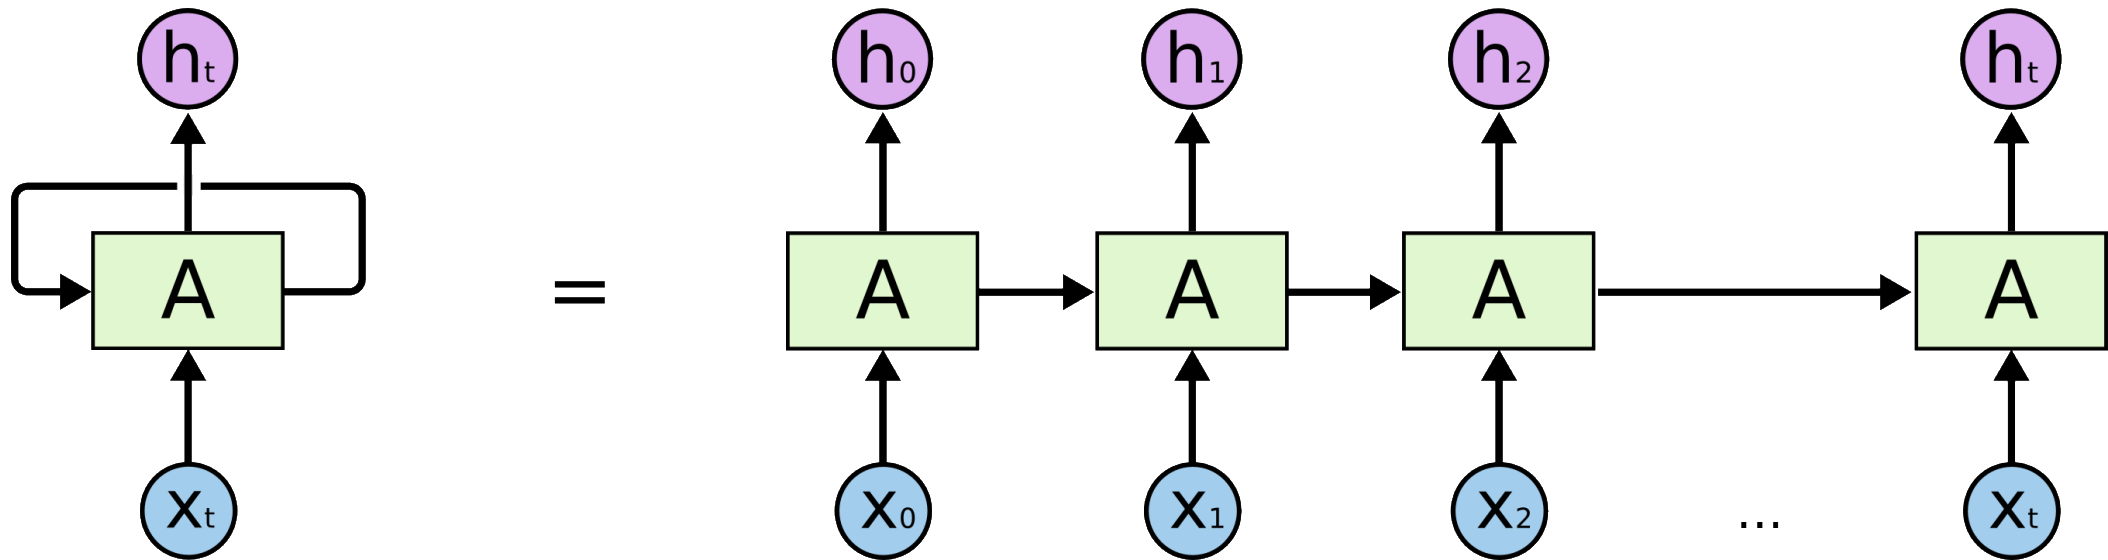 hₜ h₀ h₁ h₂ hₜ
A = A A A A
xₜ x₀ x₁ x₂ ... xₜ